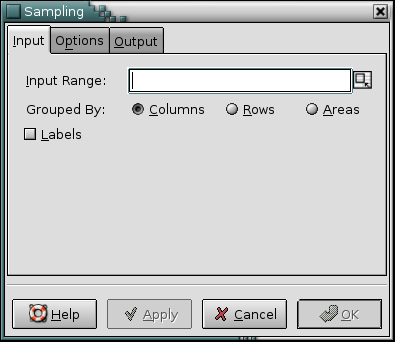 Sampling
Input Options Output
Input Range:
Grouped By: Columns Rows Areas
Labels
Help Apply Cancel OK